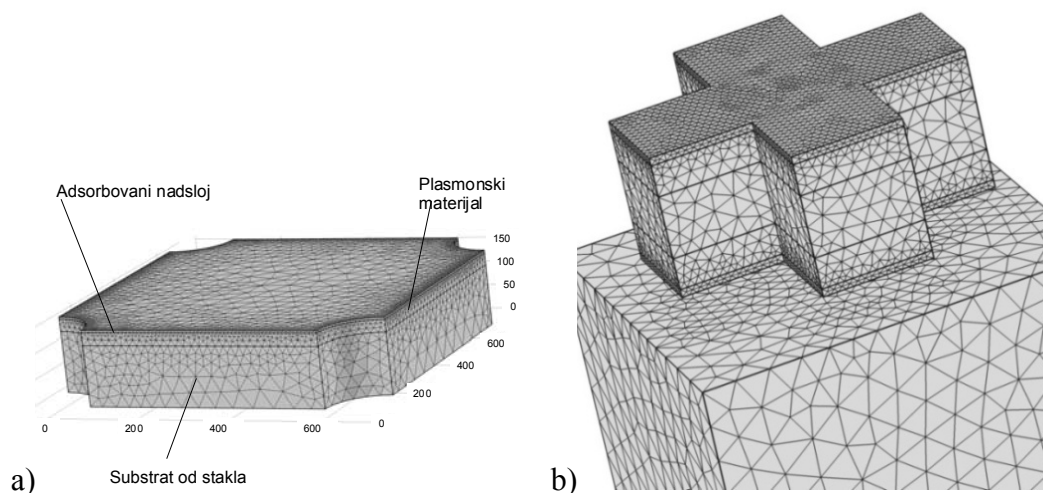 Adsorbovani nadsloj
Plasmonski
materijal
150
100
50
0
600
400
200
0
0
200
400
600
Substrat od stakla
a)
b)